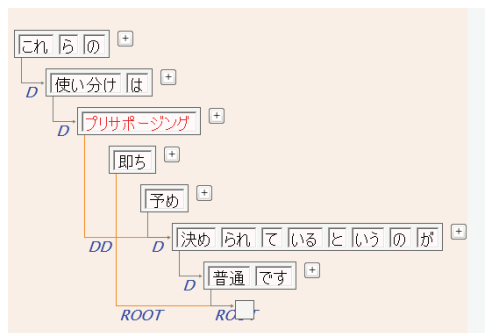 これ ら の +
使い分け は +
D
プリサポージング +
D
即ち +
予め +
決め られ て いる と いう の が +
DD D
普通 です +
D
ROOT ROOT